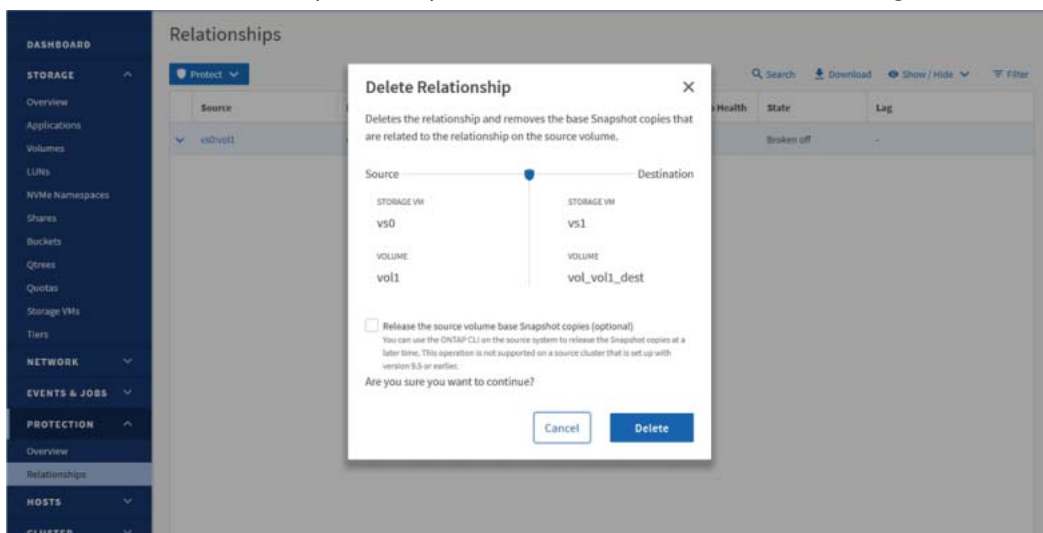 DASHBOARD
STORAGE
Overview
Applications
Volumes
LUNs
NVMe Namespaces
Shares
Buckets
Qtrees
Quotas
Storage VMs
Tiers
NETWORK
EVENTS & JOBS
PROTECTION
Overview
Relationships
HOSTS
CLUSTER
Relationships
Protect
Search Download Show / Hide Filter
Source Health State Lag
vs0:vol1 Broken off -
Delete Relationship
Deletes the relationship and removes the base Snapshot copies that
are related to the relationship on the source volume.
Source Destination
STORAGE VM STORAGE VM
vs0 vs1
VOLUME VOLUME
vol1 vol_vol1_dest
Release the source volume base Snapshot copies (optional)
You can use the ONTAP CLI on the source system to release the Snapshot copies at a
later time, This operation is not supported on a source cluster that is set up with
version 9.5 or earlier.
Are you sure you want to continue?
Cancel Delete